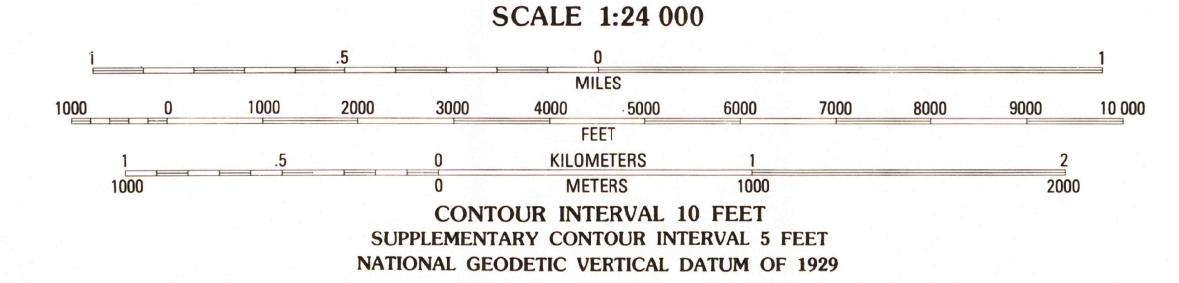 SCALE 1:24 000
1 .5 0 1
MILES
1000 0 1000 2000 3000 4000 5000 6000 7000 8000 9000 10 000
FEET
1 .5 0 KILOMETERS 1 2
1000 0 METERS 1000 2000
CONTOUR INTERVAL 10 FEET
SUPPLEMENTARY CONTOUR INTERVAL 5 FEET
NATIONAL GEODETIC VERTICAL DATUM OF 1929